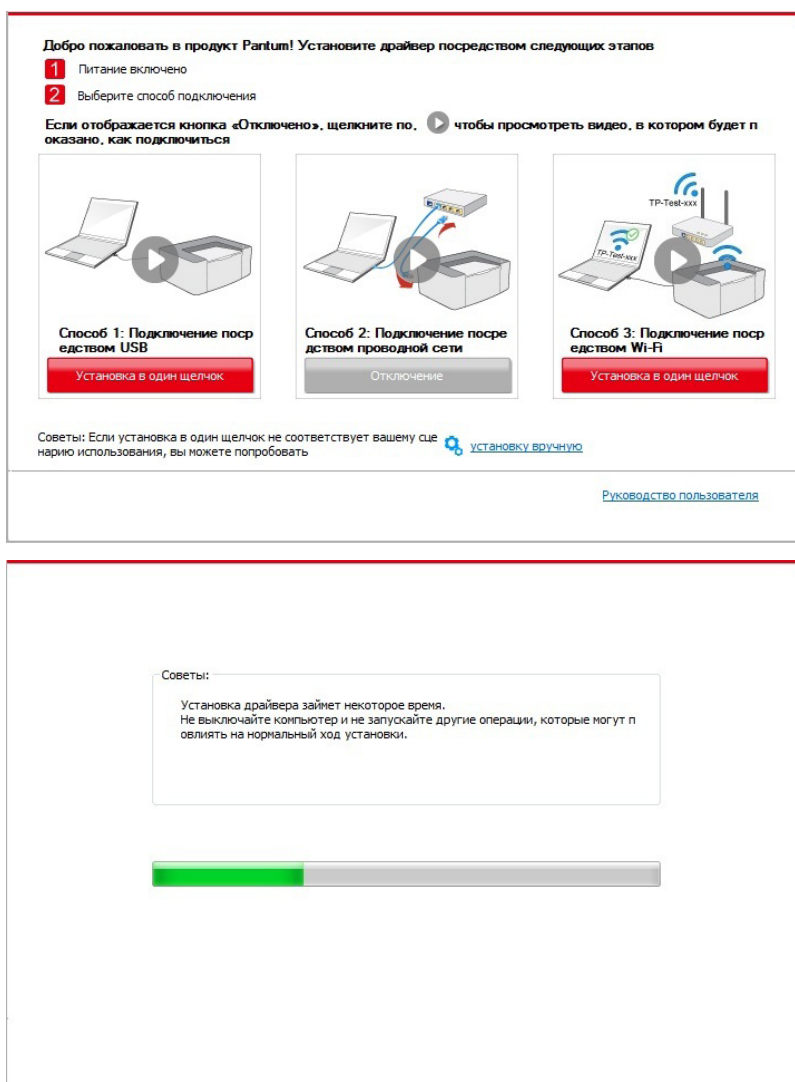 Добро пожаловать в продукт Pantum! Установите драйвер посредством следующих этапов
1 Питание включено
2 Выберите способ подключения
Если отображается кнопка «Отключено», щелкните по, чтобы просмотреть видео, в котором будет п
оказано, как подключиться
TP-Test-xxx
TP-Test-xxx
Способ 1: Подключение поср
едством USB
Установка в один щелчок
Способ 2: Подключение посре
дством проводной сети
Отключение
Способ 3: Подключение поср
едством Wi-Fi
Установка в один щелчок
Советы: Если установка в один щелчок не соответствует вашему сце
нарию использования, вы можете попробовать
установку вручную
Руководство пользователя
Советы:
Установка драйвера займет некоторое время.
Не выключайте компьютер и не запускайте другие операции, которые могут п
овлиять на нормальный ход установки.